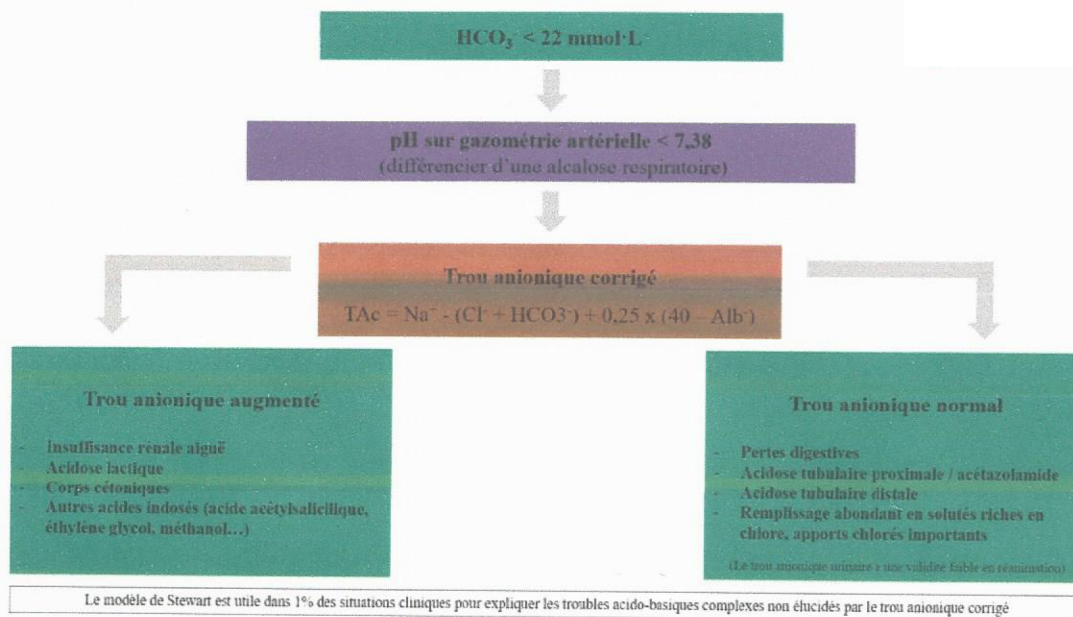 HCO₃⁻ < 22 mmol·L
pH sur gazométrie artérielle < 7,38
(différencier d'une alcalose respiratoire)
Trou anionique corrigé
TAc = Na⁺ - (Cl⁻ + HCO3⁻) + 0,25 x (40 – Alb⁻)
Trou anionique augmenté
- Insuffisance rénale aiguë
- Acidose lactique
- Corps cétoniques
- Autres acides indosés (acide acétylsalicilique,
éthylène glycol, méthanol…)
Trou anionique normal
- Pertes digestives
- Acidose tubulaire proximale / acétazolamide
- Acidose tubulaire distale
- Remplissage abondant en solutés riches en
chlore, apports chlorés importants
(Le trou anionique urinaire a une validité faible en réanimation)
Le modèle de Stewart est utile dans 1% des situations cliniques pour expliquer les troubles acido-basiques complexes non élucidés par le trou anionique corrigé